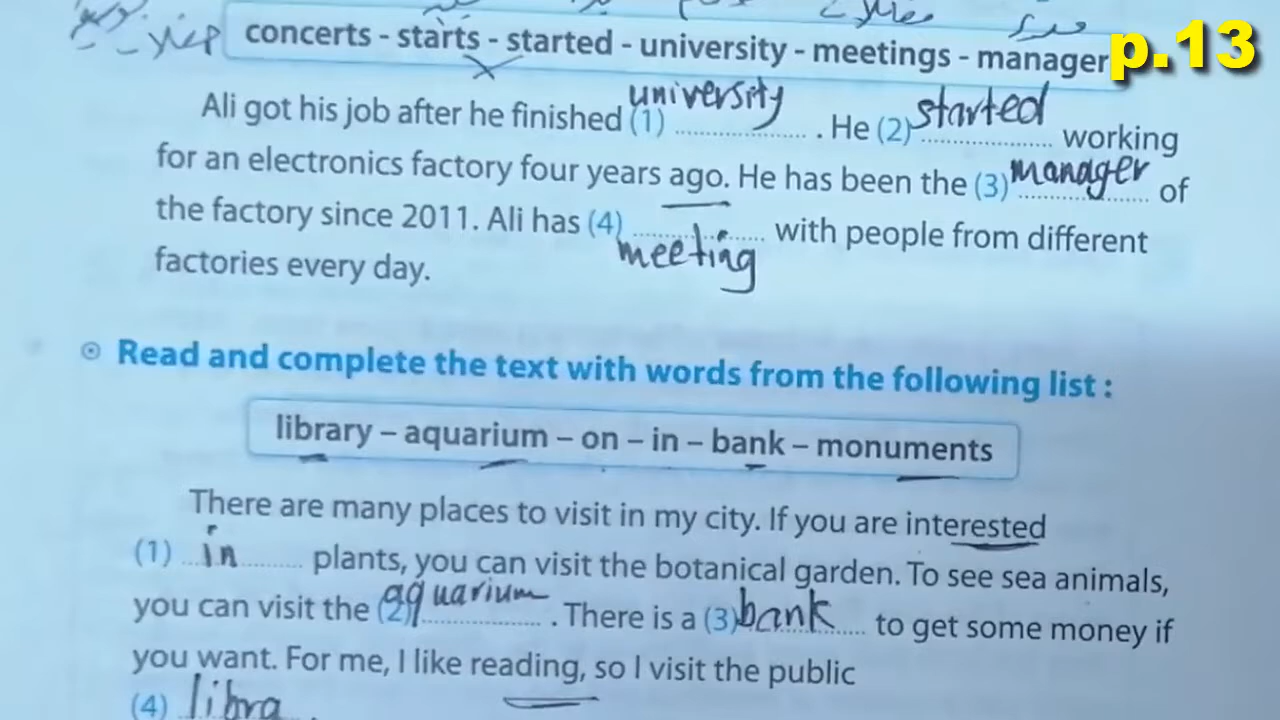 concerts - starts - started - university - meetings - manager
p.13
Ali got his job after he finished (1) university . He (2) started working
for an electronics factory four years ago. He has been the (3) manager of
the factory since 2011. Ali has (4) meeting with people from different
factories every day.
Read and complete the text with words from the following list :
library – aquarium – on – in – bank – monuments
There are many places to visit in my city. If you are interested
(1) in plants, you can visit the botanical garden. To see sea animals,
you can visit the (2) aquarium . There is a (3) bank to get some money if
you want. For me, I like reading, so I visit the public
(4) libra